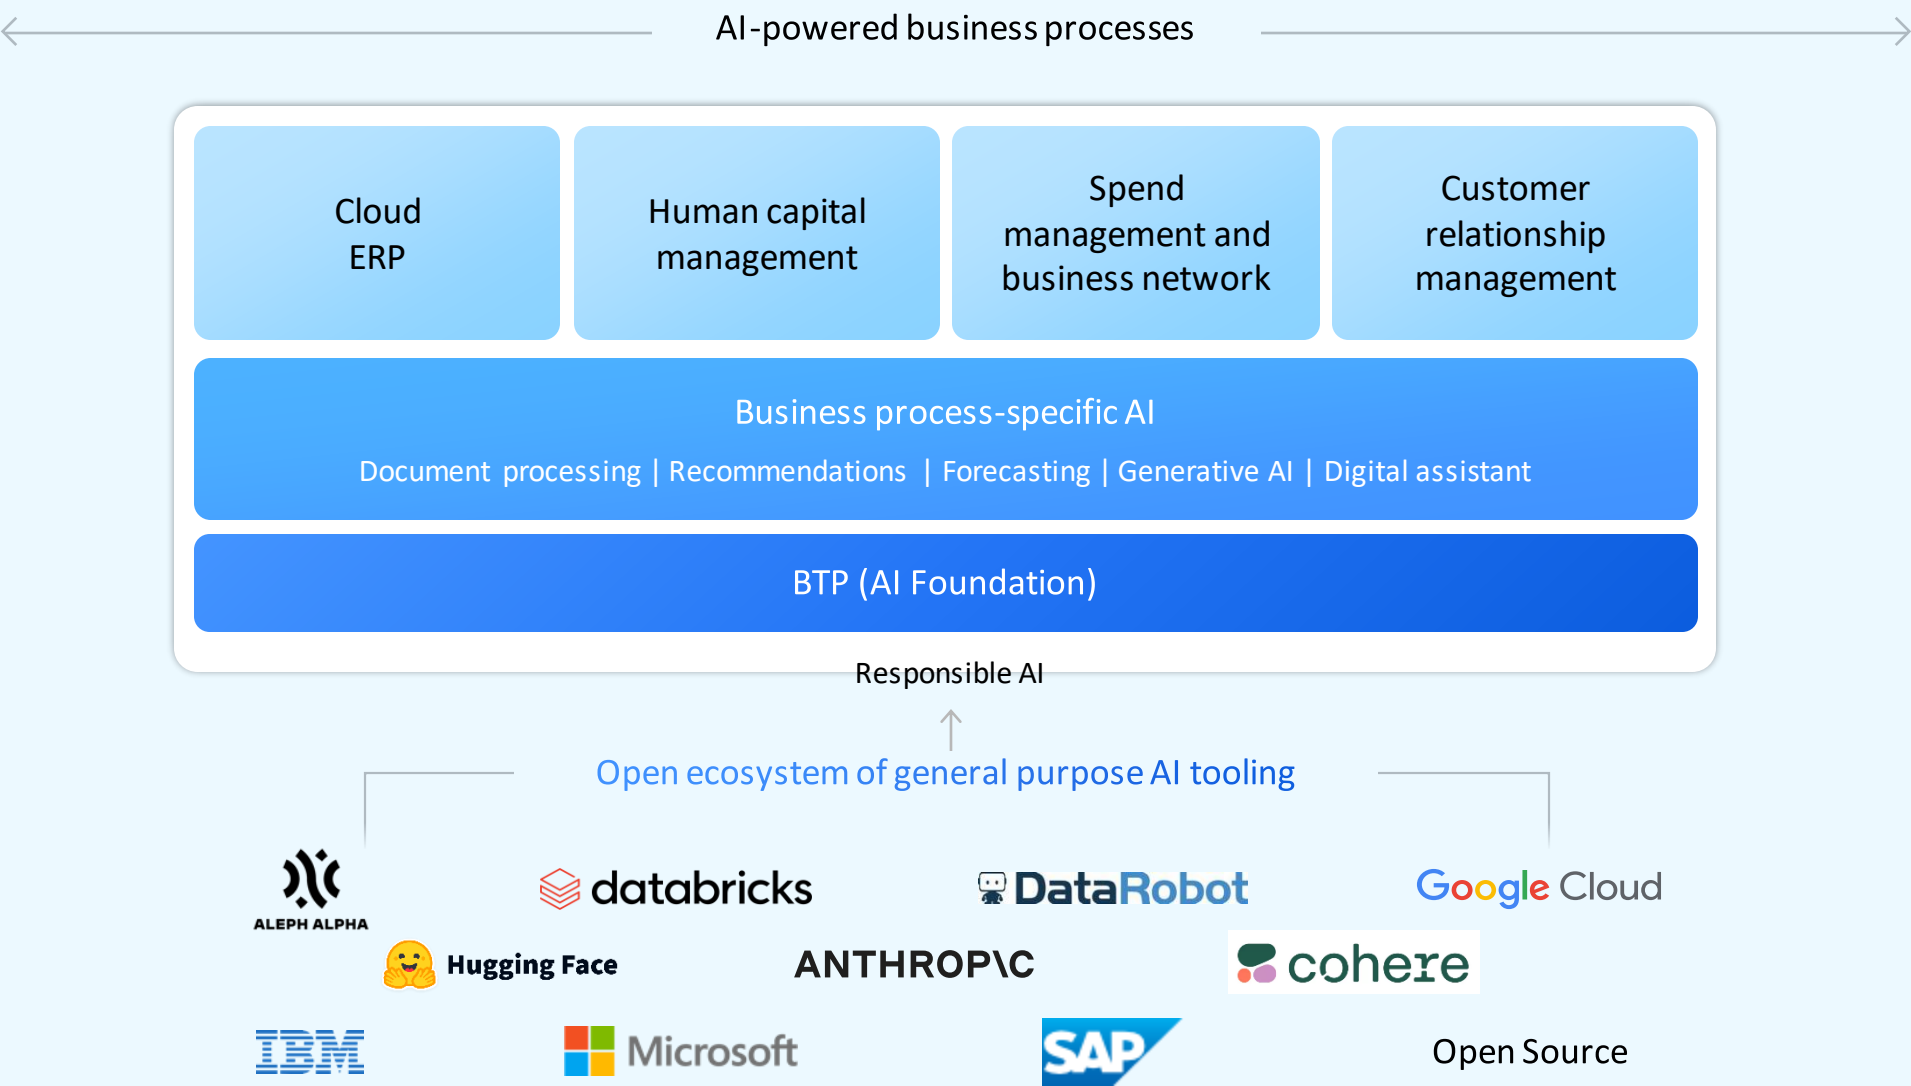 AI-powered business processes
Cloud
ERP
Human capital
management
Spend
management and
business network
Customer
relationship
management
Business process-specific AI
Document processing | Recommendations | Forecasting | Generative AI | Digital assistant
BTP (AI Foundation)
Responsible AI
Open ecosystem of general purpose AI tooling
ALEPH ALPHA
databricks
DataRobot
Google Cloud
Hugging Face
ANTHROP\C
cohere
IBM
Microsoft
SAP
Open Source